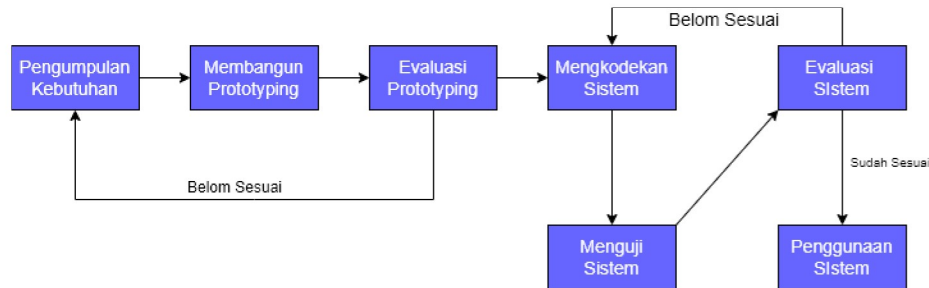 Belom Sesuai
Pengumpulan
Kebutuhan
Membangun
Prototyping
Evaluasi
Prototyping
Mengkodekan
Sistem
Evaluasi
SIstem
Sudah Sesuai
Belom Sesuai
Menguji
Sistem
Penggunaan
SIstem